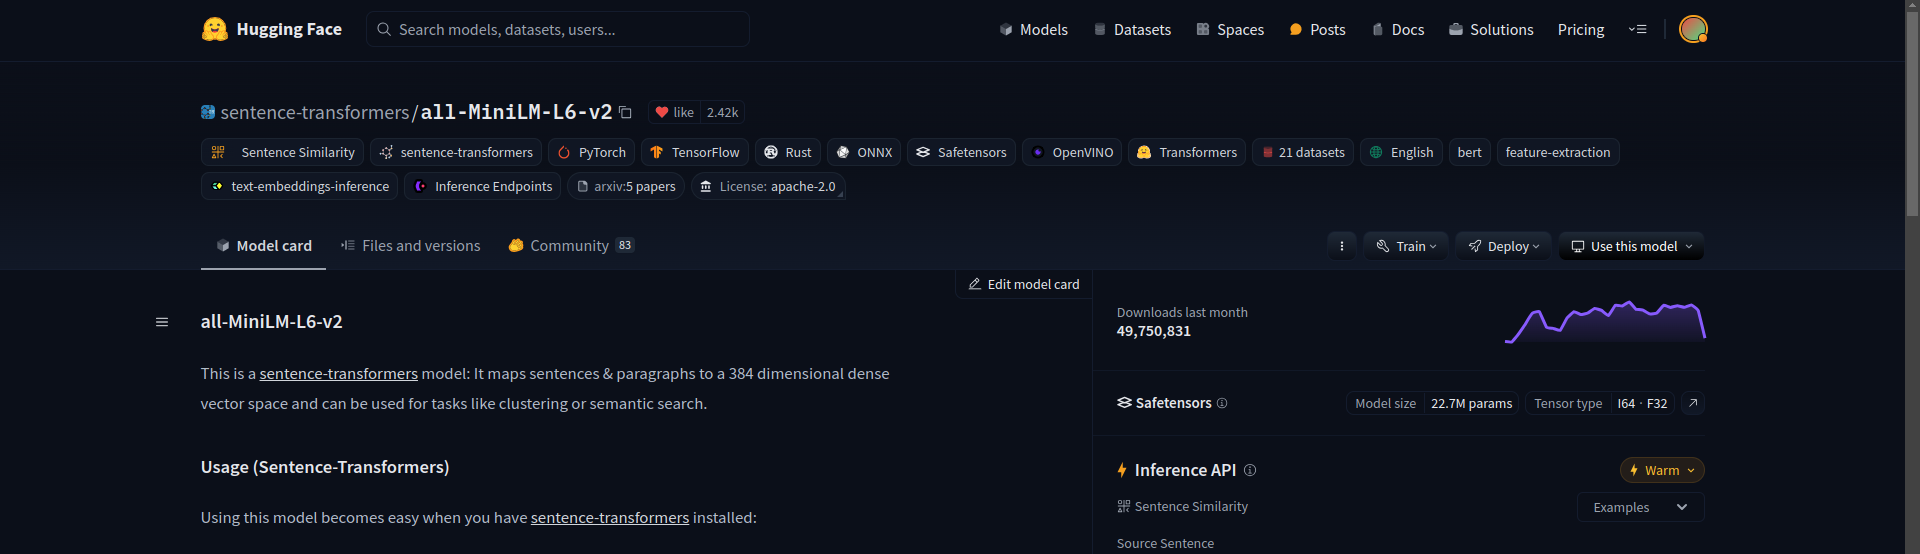 Hugging Face
Search models, datasets, users...
Models
Datasets
Spaces
Posts
Docs
Solutions
Pricing
sentence-transformers/all-MiniLM-L6-v2
like 2.42k
Sentence Similarity
sentence-transformers
PyTorch
TensorFlow
Rust
ONNX
Safetensors
OpenVINO
Transformers
21 datasets
English
bert
feature-extraction
text-embeddings-inference
Inference Endpoints
arxiv:5 papers
License: apache-2.0
Model card
Files and versions
Community 83
Train
Deploy
Use this model
Edit model card
all-MiniLM-L6-v2
This is a sentence-transformers model: It maps sentences & paragraphs to a 384 dimensional dense
vector space and can be used for tasks like clustering or semantic search.
Usage (Sentence-Transformers)
Using this model becomes easy when you have sentence-transformers installed:
Downloads last month
49,750,831
Safetensors
Model size 22.7M params
Tensor type I64 · F32
Inference API
Warm
Sentence Similarity
Examples
Source Sentence